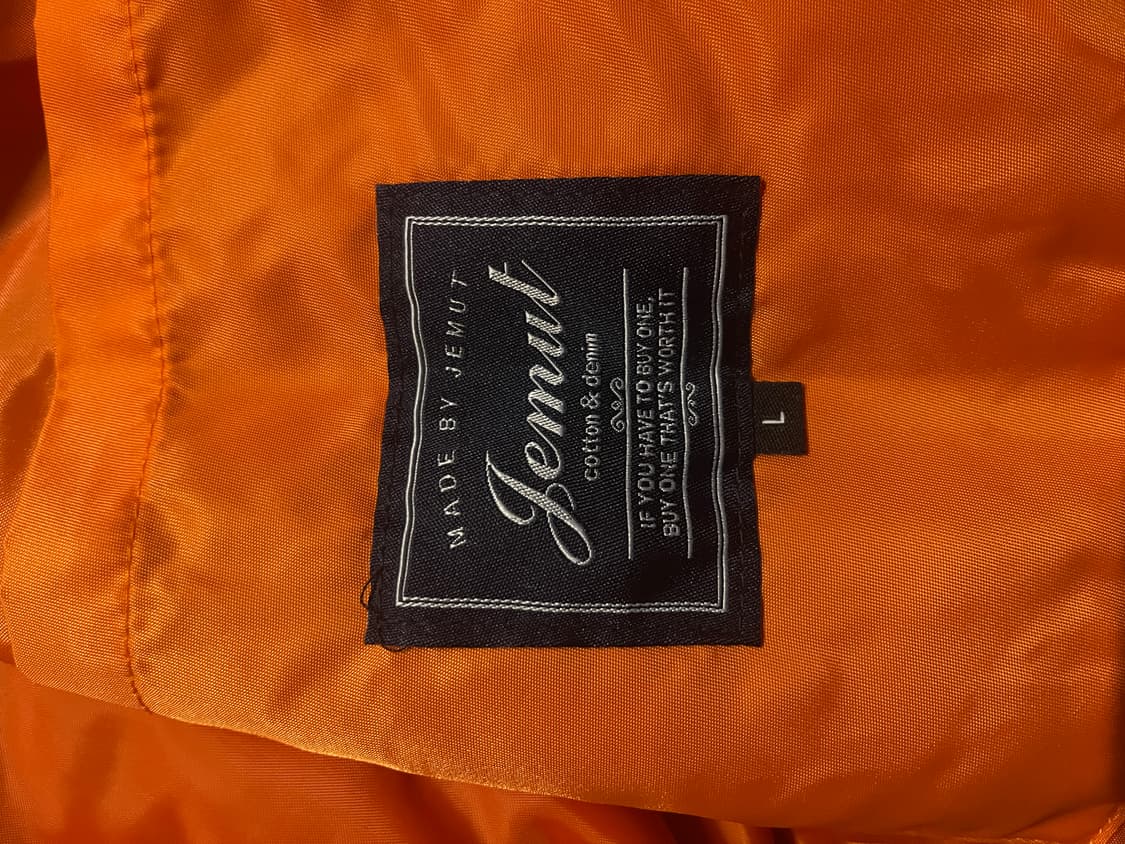 MADE BY JEMUT
Jemut
cotton & denim
IF YOU HAVE TO BUY ONE,
BUY ONE THAT'S WORTH IT
L